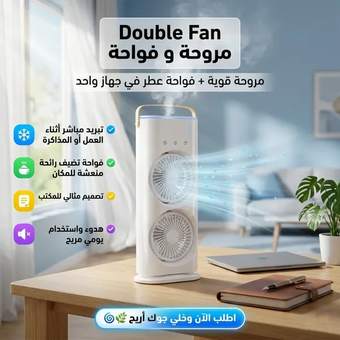 Double Fan
مروحة و فواحة
مروحة قوية + فواحة عطر في جهاز واحد
تبريد مباشر أثناء
العمل أو المذاكرة
فواحة تضيف رائحة
منعشة للمكان
تصميم مثالي للمكتب
هدوء واستخدام
يومي مريح
اطلب الآن وخلي جوك أريح 🌿🌀